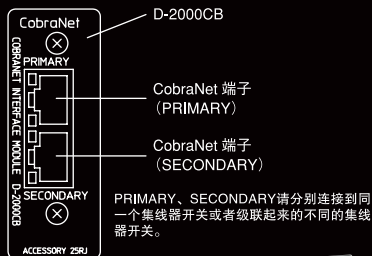 D-2000CB
CobraNet
PRIMARY
COBRANET INTERFACE MODULE D-2000CB
CobraNet 端子
（PRIMARY）
CobraNet 端子
（SECONDARY）
SECONDARY
PRIMARY、SECONDARY请分别连接到同
一个集线器开关或者级联起来的不同的集线
器开关。
ACCESSORY 25RJ